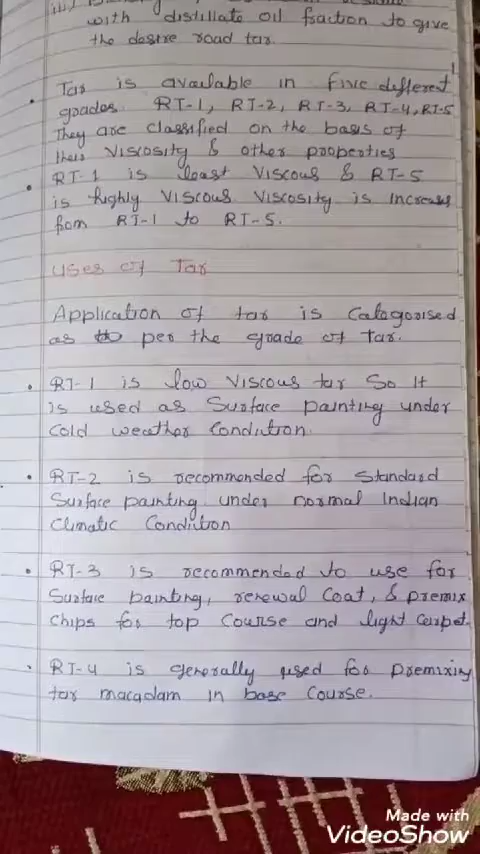 with distillate oil fraction to give
the desire road tar.
Tar is available in five different
grades. RT-1, RT-2, RT-3, RT-4, RT-5
They are classified on the basis of
their viscosity & other properties
RT-1 is least viscous & RT-5
is highly viscous viscosity is increases
from RT-1 to RT-5.
Uses of Tar
Application of tar is categorised
as per the grade of tar.
RT-1 is low viscous tar so it
is used as surface painting under
cold weather condition.
RT-2 is recommended for standard
surface painting under normal Indian
climatic condition
RT-3 is recommended to use for
surface painting, renewal coat, & premix
chips for top course and light carpet.
RT-4 is generally used for premixing
tar macadam in base course.
Made with
VideoShow